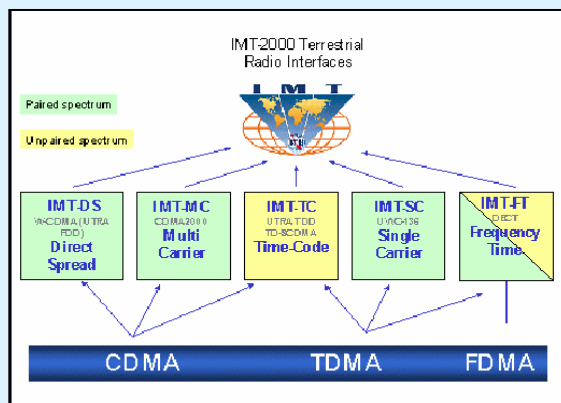 IMT-2000 Terrestrial
Radio Interfaces
I M T
Paired spectrum
Unpaired spectrum
ITU
IMT-DS
W-CDMA (UTRA
FDD)
Direct
Spread
IMT-MC
CDMA2000
Multi
Carrier
IMT-TC
UTRA TDD
TD-SCDMA
Time-Code
IMT-SC
UWC-136
Single
Carrier
IMT-FT
DECT
Frequency
Time
CDMA TDMA FDMA